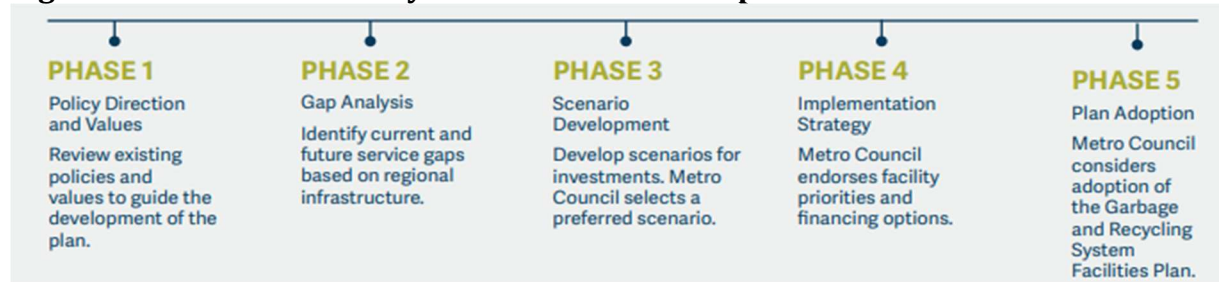 PHASE 1
Policy Direction
and Values
Review existing
policies and
values to guide the
development of the
plan.
PHASE 2
Gap Analysis
Identify current and
future service gaps
based on regional
infrastructure.
PHASE 3
Scenario
Development
Develop scenarios for
investments. Metro
Council selects a
preferred scenario.
PHASE 4
Implementation
Strategy
Metro Council
endorses facility
priorities and
financing options.
PHASE 5
Plan Adoption
Metro Council
considers
adoption of
the Garbage
and Recycling
System
Facilities Plan.